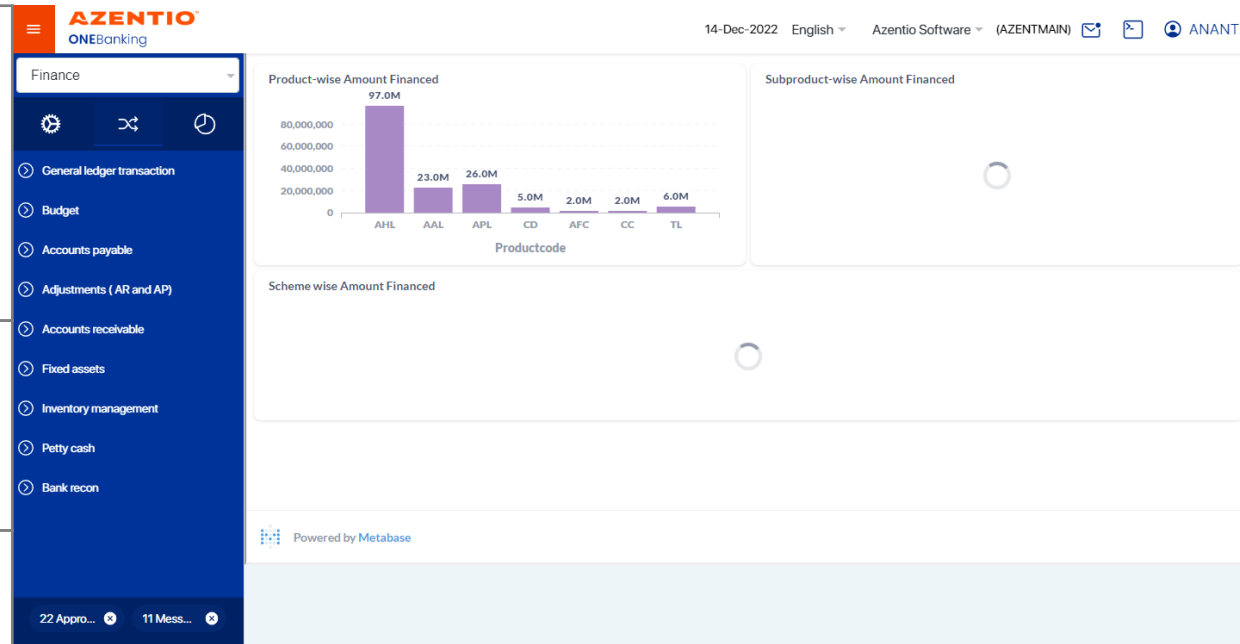 AZENTIO
ONEBanking
14-Dec-2022 English Azentio Software (AZENTMAIN) ANANT
Finance
General ledger transaction
Budget
Accounts payable
Adjustments ( AR and AP)
Accounts receivable
Fixed assets
Inventory management
Petty cash
Bank recon
22 Appro...
11 Mess...
Product-wise Amount Financed
97.0M
80,000,000
60,000,000
40,000,000
20,000,000
0
23.0M
26.0M
5.0M
2.0M
2.0M
6.0M
AHL AAL APL CD AFC CC TL
Productcode
Subproduct-wise Amount Financed
Scheme wise Amount Financed
Powered by Metabase